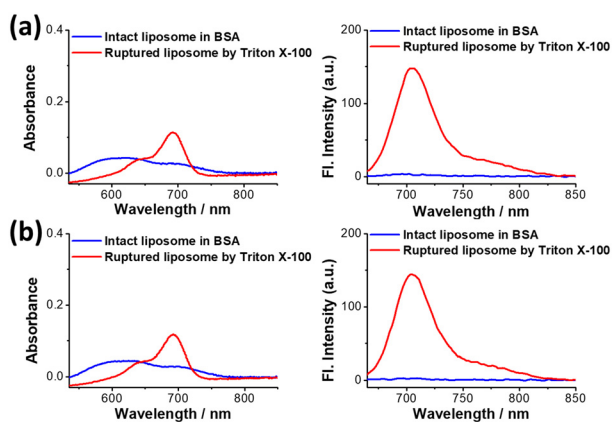 (a)
Absorbance
0.4
0.2
0.0
Intact liposome in BSA
Ruptured liposome by Triton X-100
600
700
800
Wavelength / nm
Fl. Intensity (a.u.)
200
100
0
Intact liposome in BSA
Ruptured liposome by Triton X-100
700
750
800
850
Wavelength / nm
(b)
Absorbance
0.4
0.2
0.0
Intact liposome in BSA
Ruptured liposome by Triton X-100
600
700
800
Wavelength / nm
Fl. Intensity (a.u.)
200
100
0
Intact liposome in BSA
Ruptured liposome by Triton X-100
700
750
800
850
Wavelength / nm